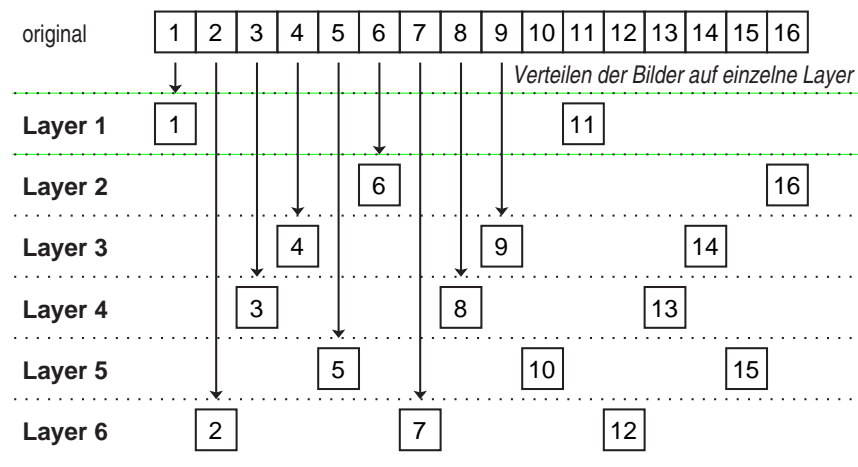 original 1 2 3 4 5 6 7 8 9 10 11 12 13 14 15 16
Verteilen der Bilder auf einzelne Layer
Layer 1 1 11
Layer 2 6 16
Layer 3 4 9 14
Layer 4 3 8 13
Layer 5 5 10 15
Layer 6 2 7 12